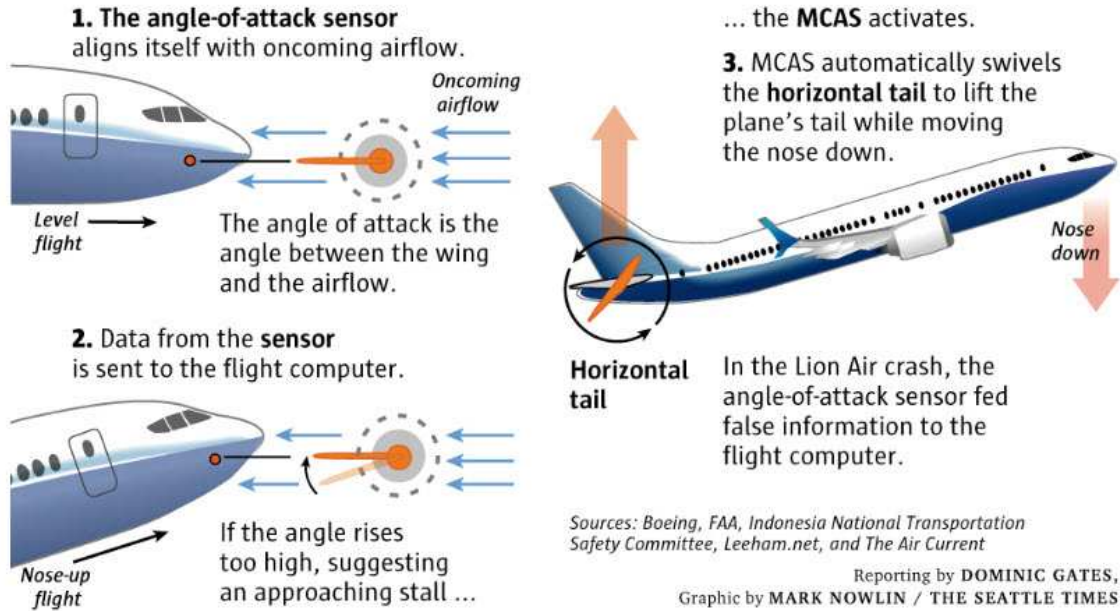 1. The angle-of-attack sensor
aligns itself with oncoming airflow.
Oncoming
airflow
Level
flight
The angle of attack is the
angle between the wing
and the airflow.
2. Data from the sensor
is sent to the flight computer.
Nose-up
flight
If the angle rises
too high, suggesting
an approaching stall ...
... the MCAS activates.
3. MCAS automatically swivels
the horizontal tail to lift the
plane's tail while moving
the nose down.
Nose
down
Horizontal
tail
In the Lion Air crash, the
angle-of-attack sensor fed
false information to the
flight computer.
Sources: Boeing, FAA, Indonesia National Transportation
Safety Committee, Leeham.net, and The Air Current
Reporting by DOMINIC GATES,
Graphic by MARK NOWLIN / THE SEATTLE TIMES